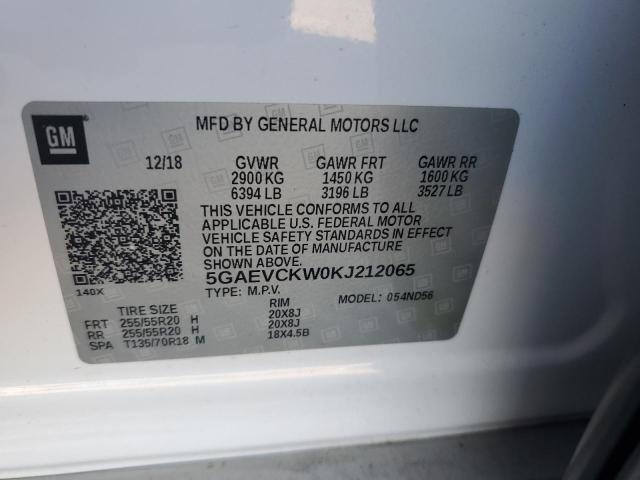 GM
MFD BY GENERAL MOTORS LLC
12/18 GVWR GAWR FRT GAWR RR
2900 KG 1450 KG 1600 KG
6394 LB 3196 LB 3527 LB
THIS VEHICLE CONFORMS TO ALL
APPLICABLE U.S. FEDERAL MOTOR
VEHICLE SAFETY STANDARDS IN EFFECT
ON THE DATE OF MANUFACTURE
SHOWN ABOVE.
5GAEVCKW0KJ212065
140X TYPE: M.P.V. MODEL: 054ND56
TIRE SIZE RIM
FRT 255/55R20 H 20X8J
RR 255/55R20 H 20X8J
SPA T135/70R18 M 18X4.5B